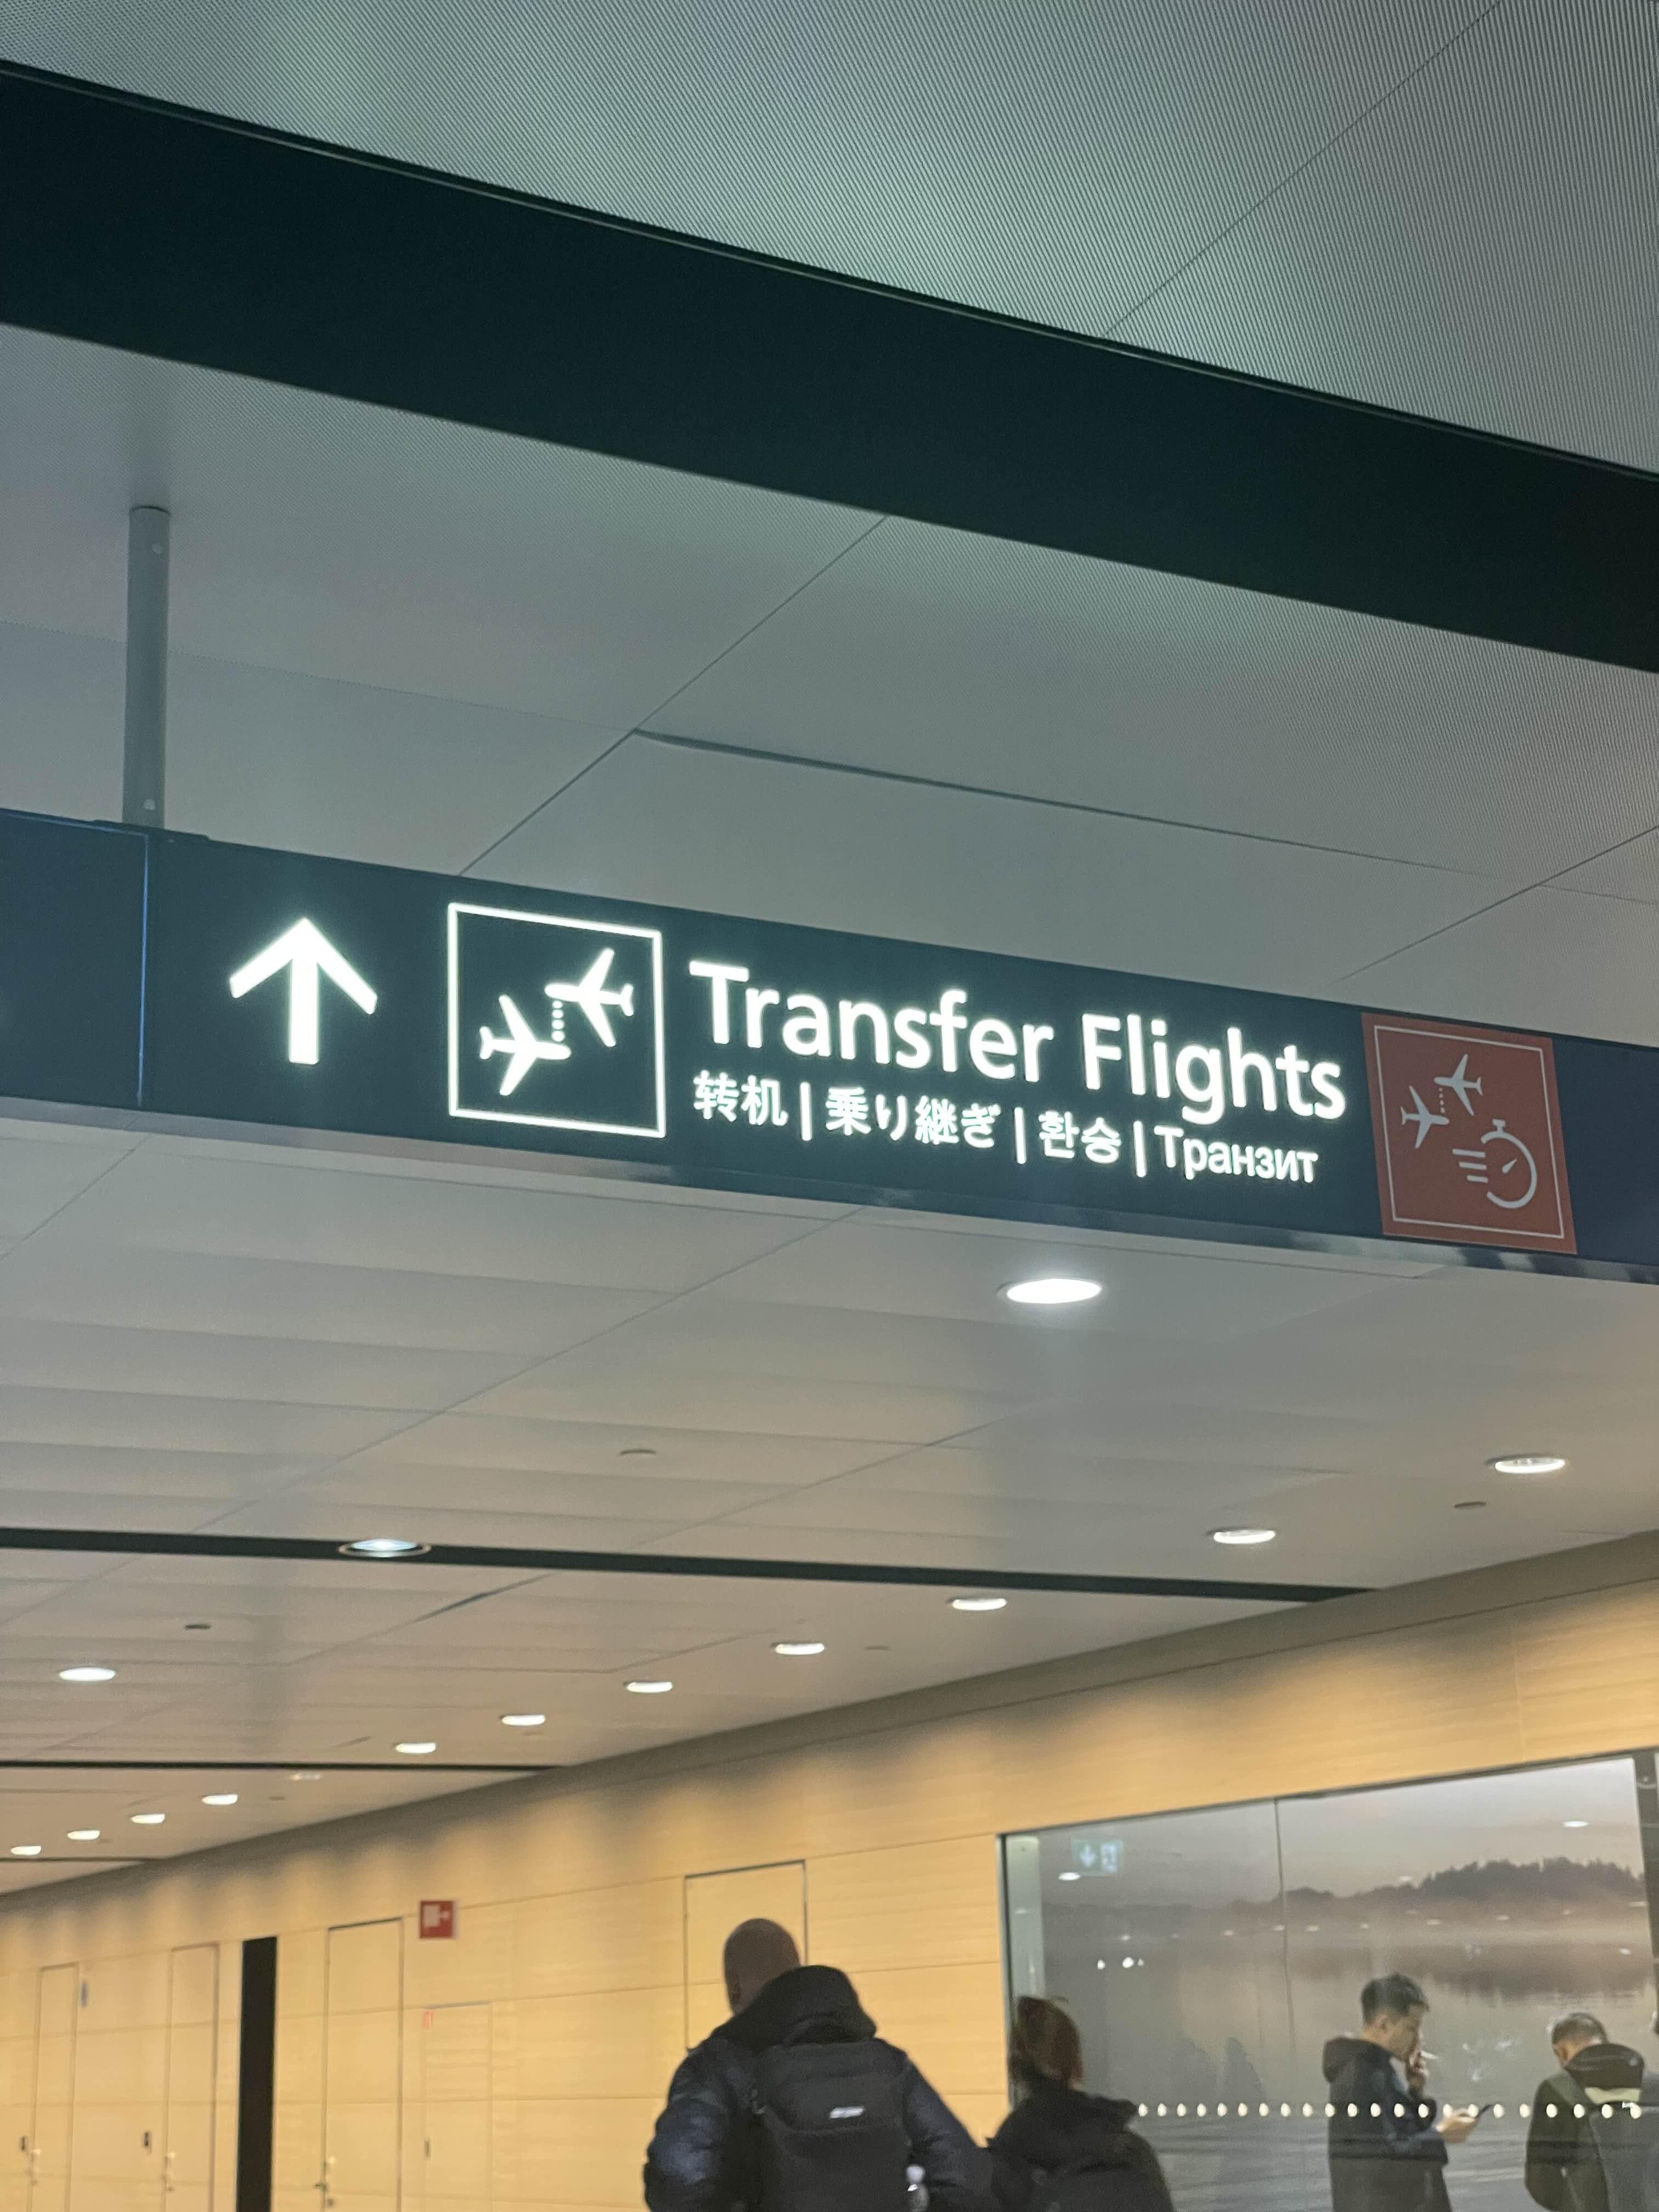 Transfer Flights
转机 | 乗り継ぎ | 환승 | Транзит